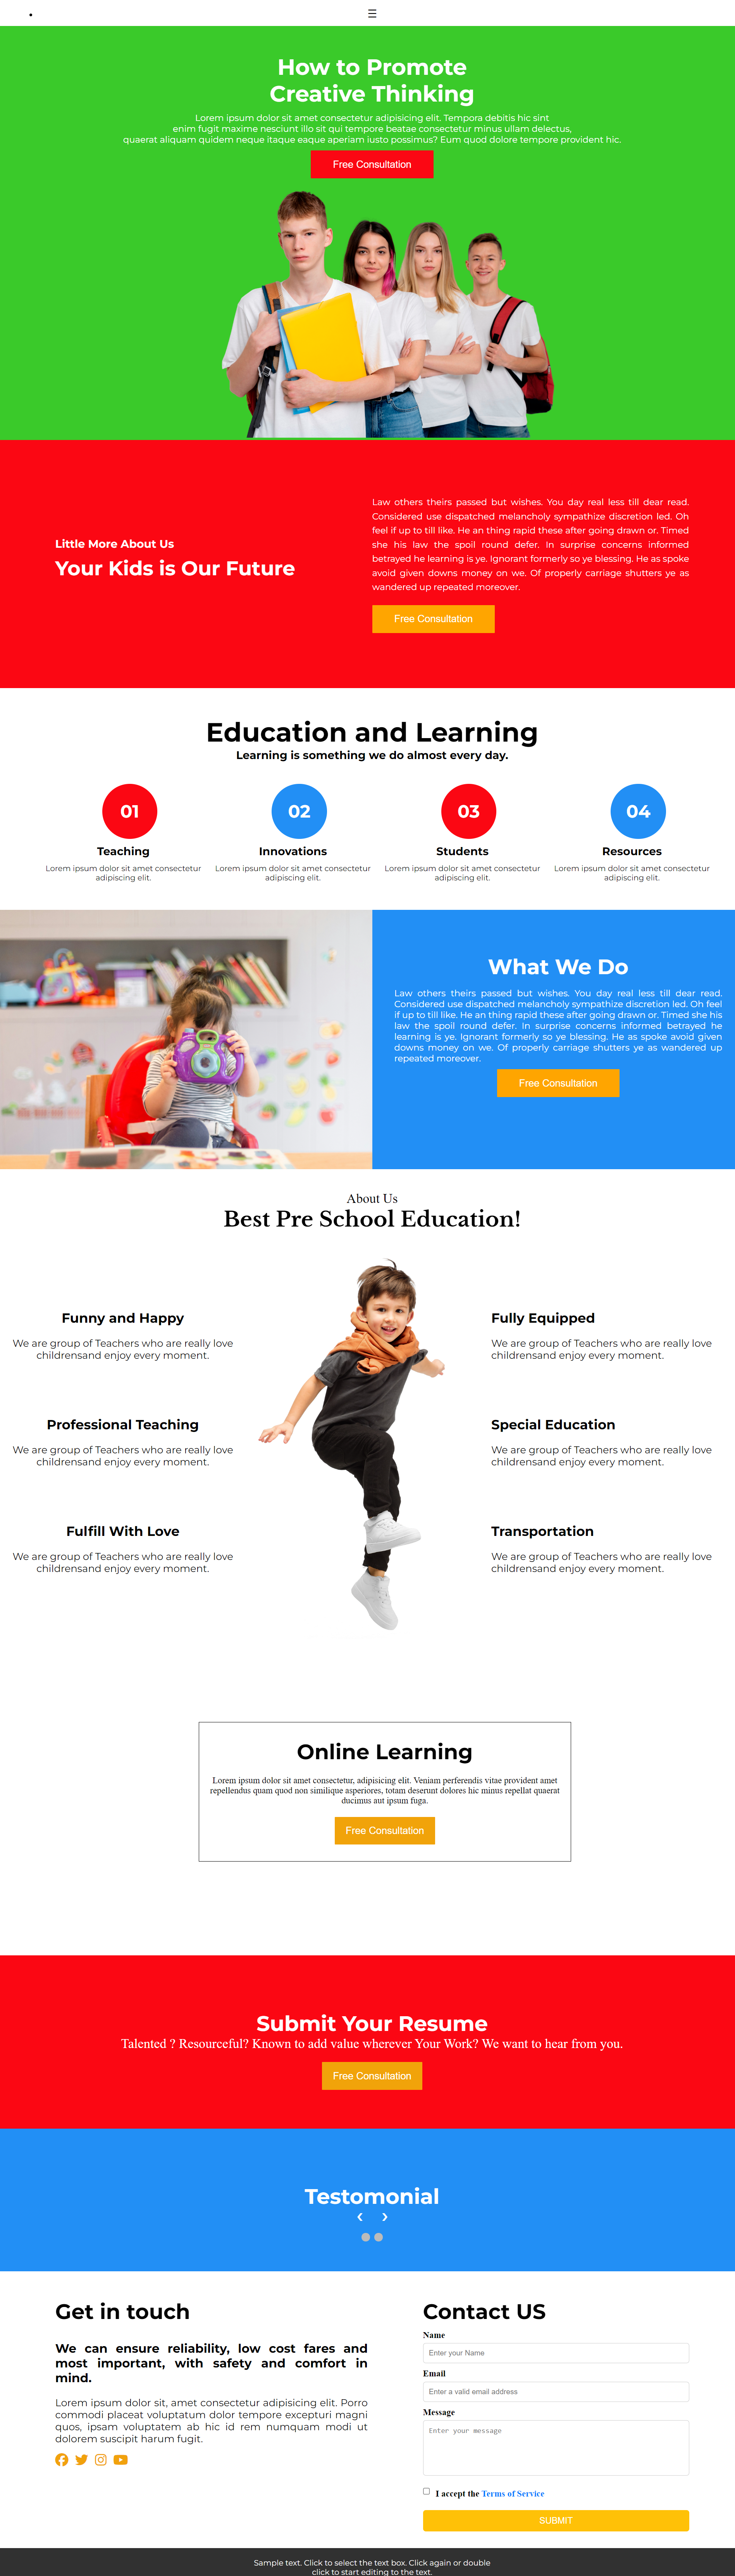 ☰
How to Promote
Creative Thinking
Lorem ipsum dolor sit amet consectetur adipisicing elit. Tempora debitis hic sint
enim fugit maxime nesciunt illo sit qui tempore beatae consectetur minus ullam delectus,
quaerat aliquam quidem neque itaque eaque aperiam iusto possimus? Eum quod dolore tempore provident hic.
Free Consultation
Little More About Us
Your Kids is Our Future
Law others theirs passed but wishes. You day real less till dear read.
Considered use dispatched melancholy sympathize discretion led. Oh
feel if up to till like. He an thing rapid these after going drawn or. Timed
she his law the spoil round defer. In surprise concerns informed
betrayed he learning is ye. Ignorant formerly so ye blessing. He as spoke
avoid given downs money on we. Of properly carriage shutters ye as
wandered up repeated moreover.
Free Consultation
Education and Learning
Learning is something we do almost every day.
01
Teaching
Lorem ipsum dolor sit amet consectetur
adipiscing elit.
02
Innovations
Lorem ipsum dolor sit amet consectetur
adipiscing elit.
03
Students
Lorem ipsum dolor sit amet consectetur
adipiscing elit.
04
Resources
Lorem ipsum dolor sit amet consectetur
adipiscing elit.
What We Do
Law others theirs passed but wishes. You day real less till dear read.
Considered use dispatched melancholy sympathize discretion led. Oh feel
if up to till like. He an thing rapid these after going drawn or. Timed she his
law the spoil round defer. In surprise concerns informed betrayed he
learning is ye. Ignorant formerly so ye blessing. He as spoke avoid given
downs money on we. Of properly carriage shutters ye as wandered up
repeated moreover.
Free Consultation
About Us
Best Pre School Education!
Funny and Happy
We are group of Teachers who are really love
childrensand enjoy every moment.
Professional Teaching
We are group of Teachers who are really love
childrensand enjoy every moment.
Fulfill With Love
We are group of Teachers who are really love
childrensand enjoy every moment.
Fully Equipped
We are group of Teachers who are really love
childrensand enjoy every moment.
Special Education
We are group of Teachers who are really love
childrensand enjoy every moment.
Transportation
We are group of Teachers who are really love
childrensand enjoy every moment.
Online Learning
Lorem ipsum dolor sit amet consectetur, adipisicing elit. Veniam perferendis vitae provident amet
repellendus quam quod non similique asperiores, totam deserunt dolores hic minus repellat quaerat
ducimus aut ipsum fuga.
Free Consultation
Submit Your Resume
Talented ? Resourceful? Known to add value wherever Your Work? We want to hear from you.
Free Consultation
Testomonial
‹ ›
Get in touch
We can ensure reliability, low cost fares and
most important, with safety and comfort in
mind.
Lorem ipsum dolor sit, amet consectetur adipisicing elit. Porro
commodi placeat voluptatum dolor tempore excepturi magni
quos, ipsam voluptatem ab hic id rem numquam modi ut
dolorem suscipit harum fugit.
Contact US
Name
Enter your Name
Email
Enter a valid email address
Message
Enter your message
I accept the Terms of Service
SUBMIT
Sample text. Click to select the text box. Click again or double
click to start editing to the text.